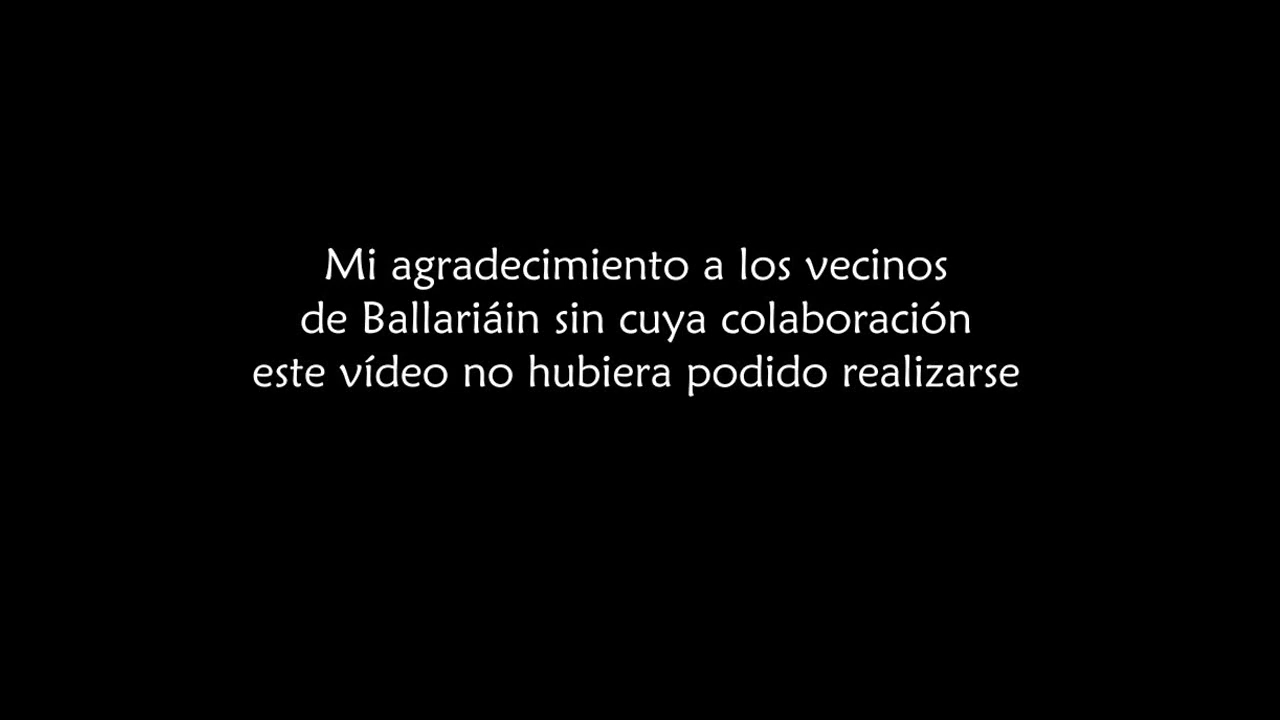 Mi agradecimiento a los vecinos
de Ballariáin sin cuya colaboración
este vídeo no hubiera podido realizarse